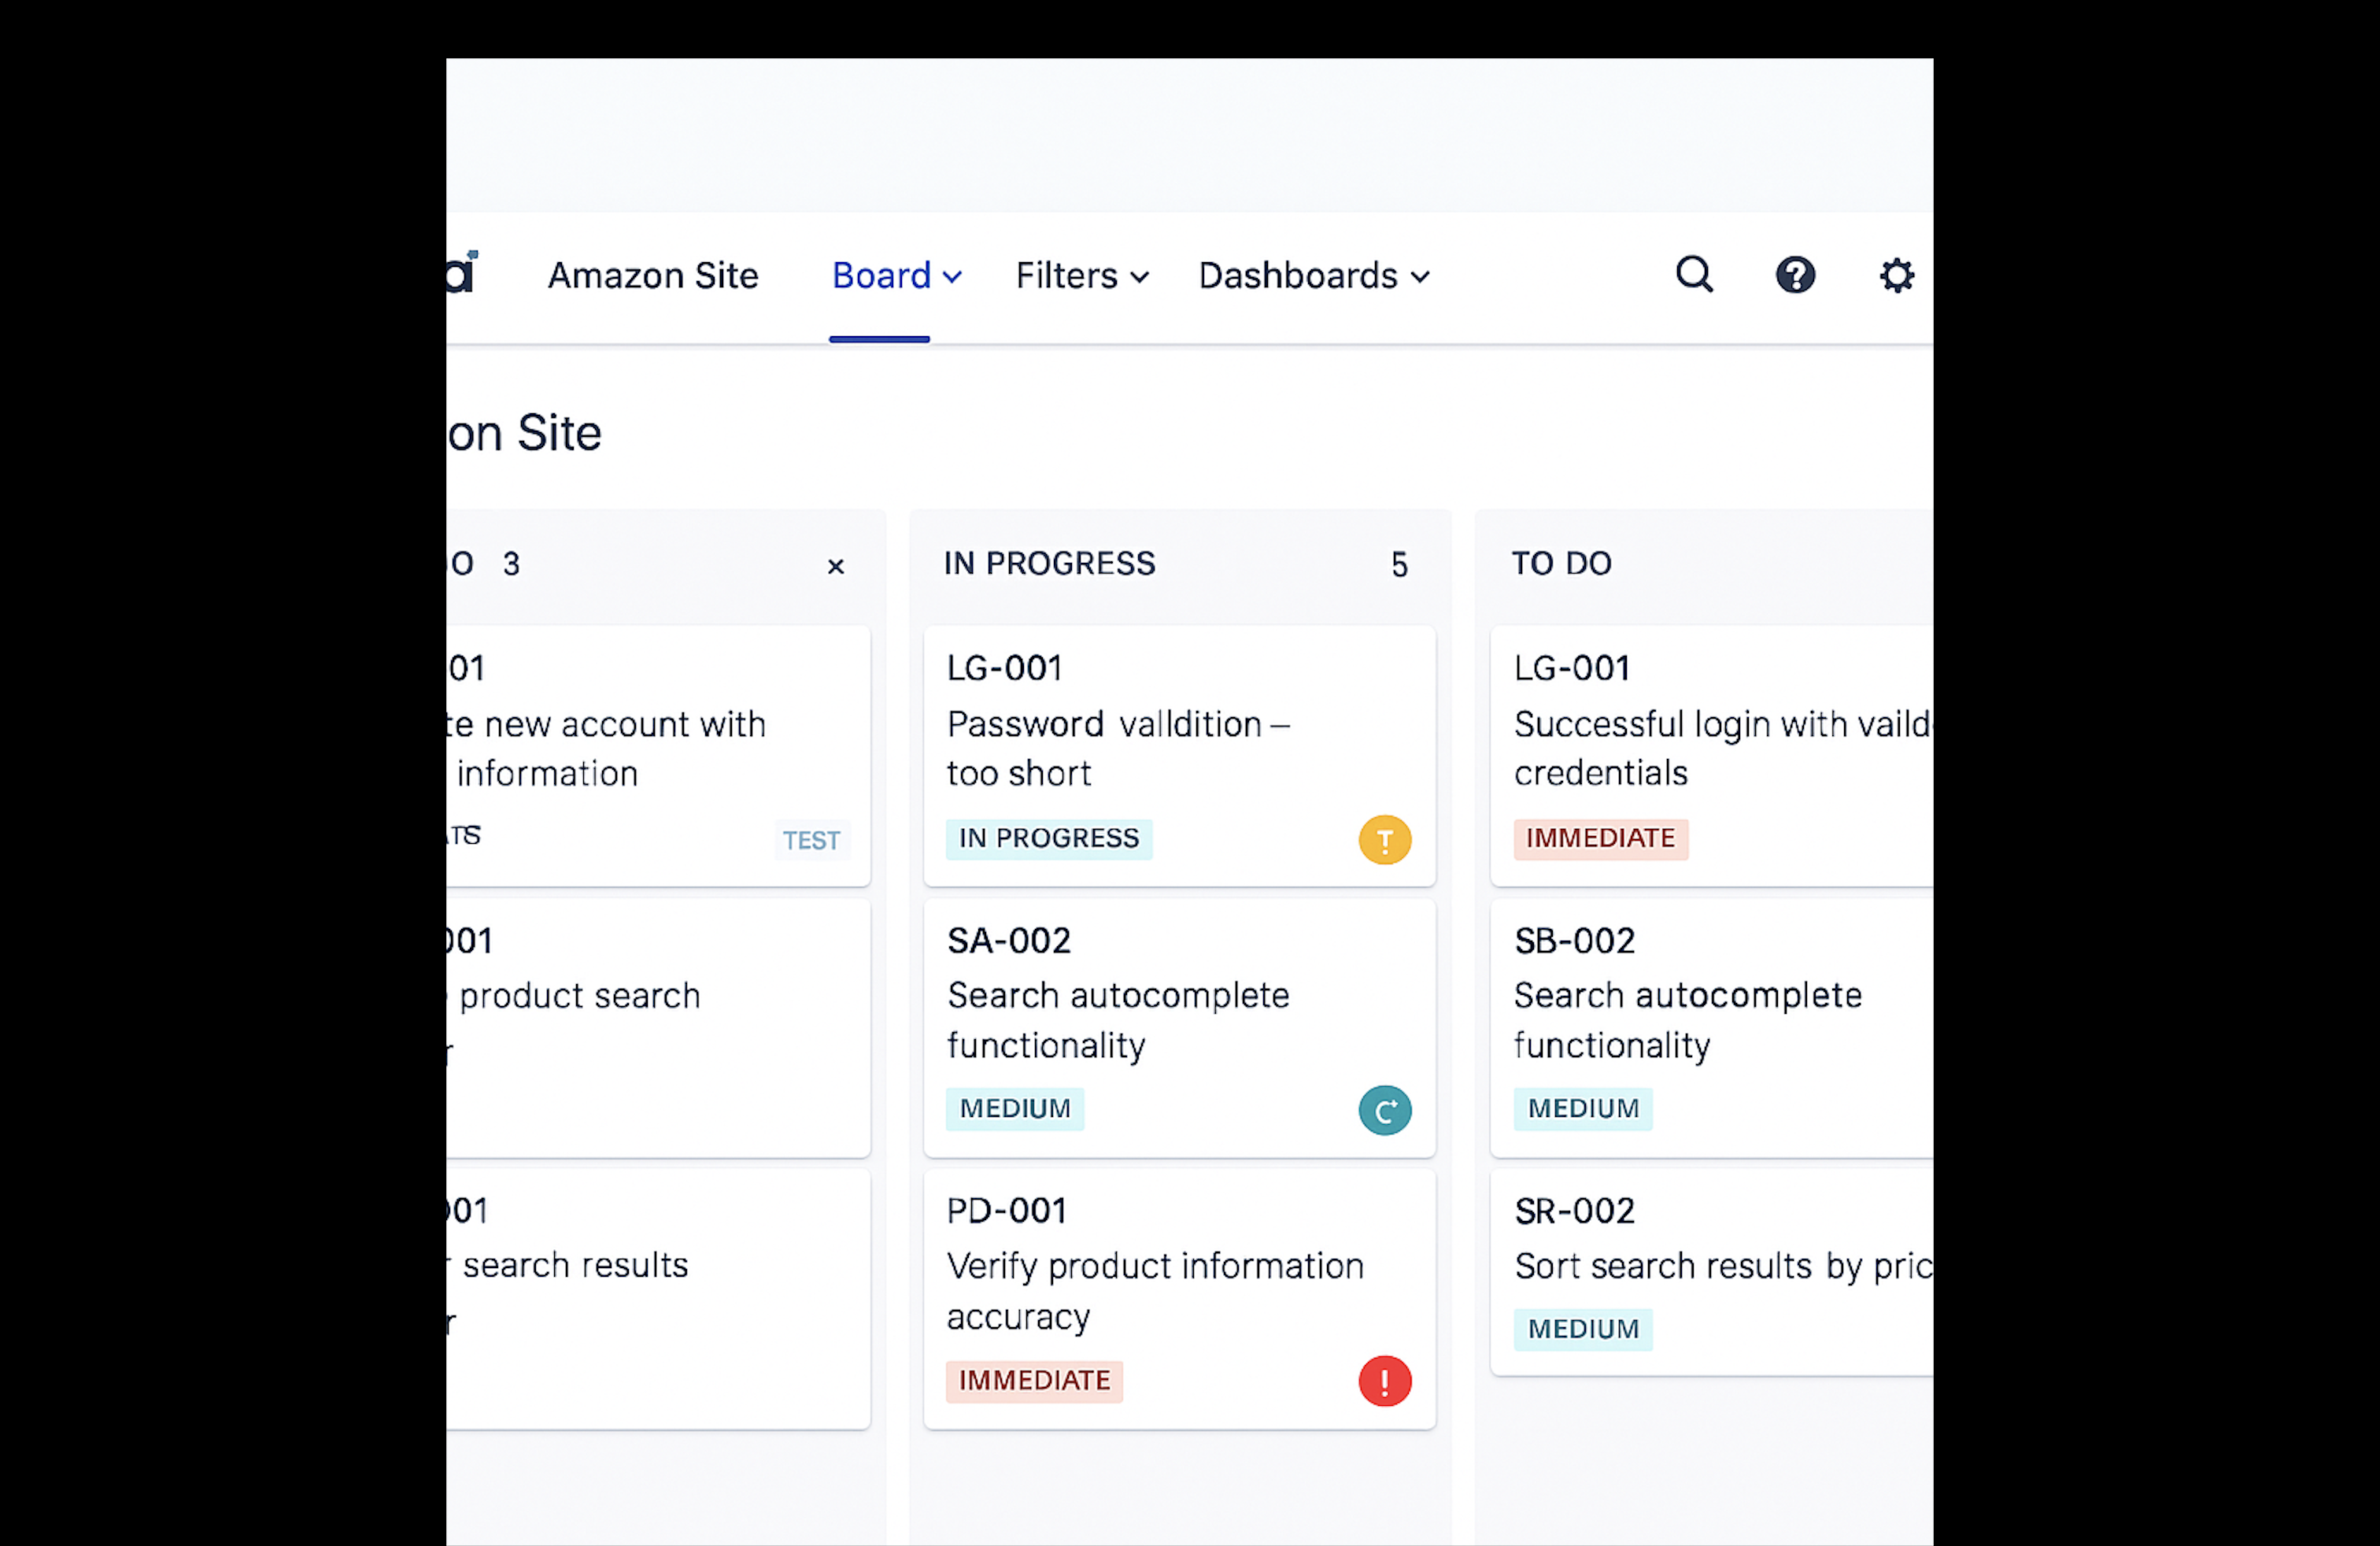 a Amazon Site Board Filters Dashboards
on Site
O 3 ×
01
te new account with
information
ATS TEST
001
product search
r
001
r search results
r
IN PROGRESS 5
LG-001
Password valldition –
too short
IN PROGRESS T
SA-002
Search autocomplete
functionality
MEDIUM C
PD-001
Verify product information
accuracy
IMMEDIATE !
TO DO
LG-001
Successful login with vaild
credentials
IMMEDIATE
SB-002
Search autocomplete
functionality
MEDIUM
SR-002
Sort search results by pric
MEDIUM